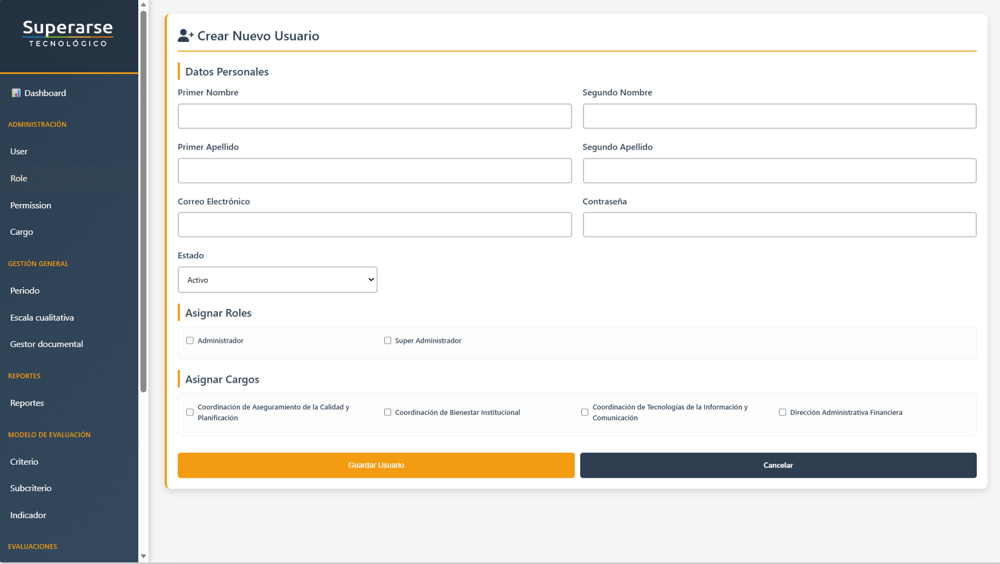 Superarse
TECNOLÓGICO
Dashboard
ADMINISTRACIÓN
User
Role
Permission
Cargo
GESTIÓN GENERAL
Periodo
Escala cualitativa
Gestor documental
REPORTES
Reportes
MODELO DE EVALUACIÓN
Criterio
Subcriterio
Indicador
EVALUACIONES
Crear Nuevo Usuario
Datos Personales
Primer Nombre
Segundo Nombre
Primer Apellido
Segundo Apellido
Correo Electrónico
Contraseña
Estado
Activo
Asignar Roles
Administrador
Super Administrador
Asignar Cargos
Coordinación de Aseguramiento de la Calidad y
Planificación
Coordinación de Bienestar Institucional
Coordinación de Tecnologías de la Información y
Comunicación
Dirección Administrativa Financiera
Guardar Usuario
Cancelar